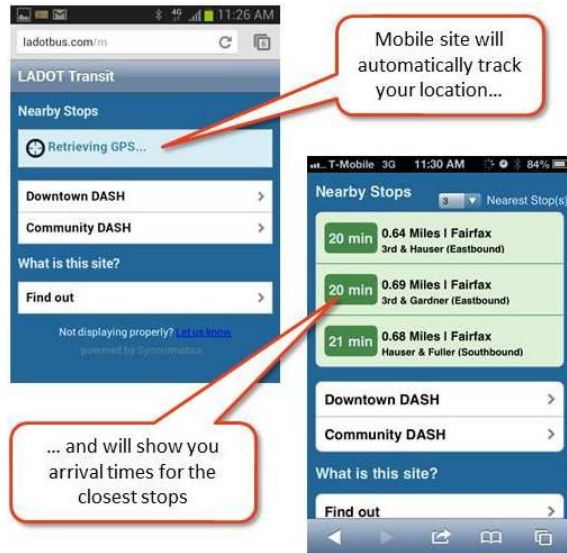 4G
11:26 AM
ladotbus.com/m
6
LADOT Transit
Nearby Stops
Retrieving GPS...
Downtown DASH
Community DASH
What is this site?
Find out
Not displaying properly? Let us know
powered by Syncromatics
Mobile site will
automatically track
your location...
T-Mobile 3G 11:30 AM 84%
Nearby Stops 3 Nearest Stop(s)
20 min 0.64 Miles | Fairfax
3rd & Hauser (Eastbound)
20 min 0.69 Miles | Fairfax
3rd & Gardner (Eastbound)
21 min 0.68 Miles | Fairfax
Hauser & Fuller (Southbound)
Downtown DASH
Community DASH
What is this site?
Find out
... and will show you
arrival times for the
closest stops